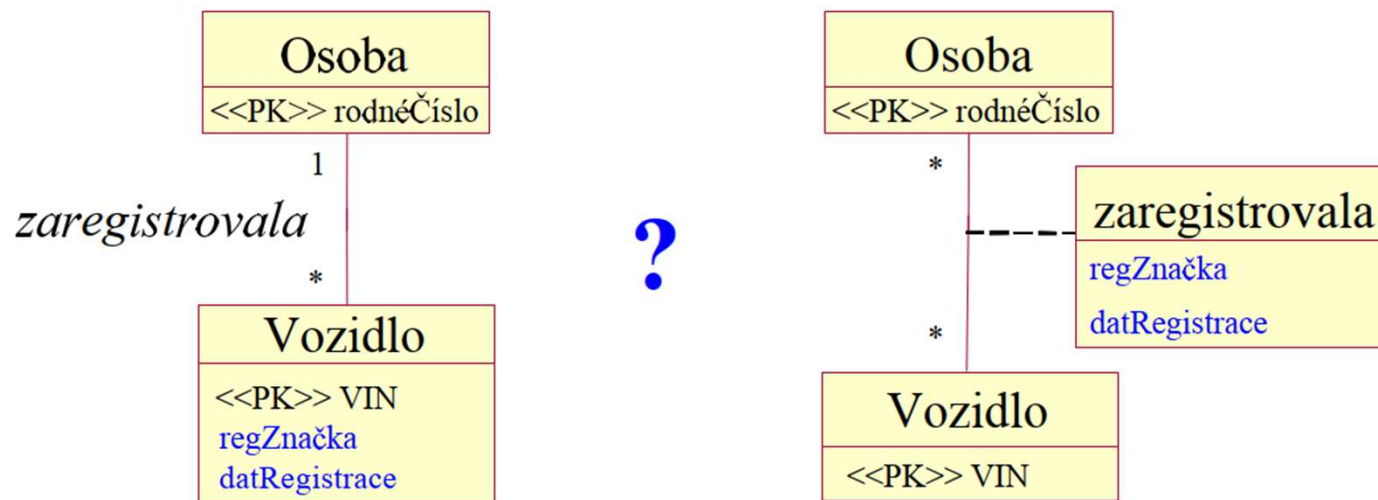 Osoba
<<PK>> rodnéČíslo
1
zaregistrovala
*
Vozidlo
<<PK>> VIN
regZnačka
datRegistrace
?
Osoba
<<PK>> rodnéČíslo
*
zaregistrovala
regZnačka
datRegistrace
*
Vozidlo
<<PK>> VIN